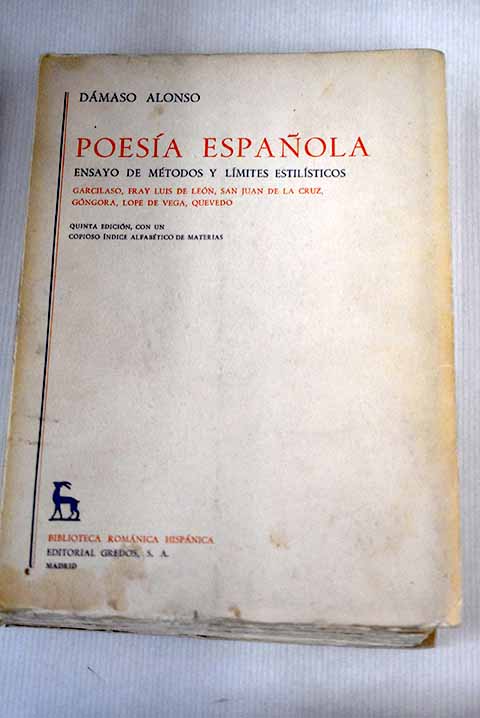 DÁMASO ALONSO
POESÍA ESPAÑOLA
ENSAYO DE MÉTODOS Y LÍMITES ESTILÍSTICOS
GARCILASO, FRAY LUIS DE LEÓN, SAN JUAN DE LA CRUZ,
GÓNGORA, LOPE DE VEGA, QUEVEDO
QUINTA EDICIÓN, CON UN
COPIOSO ÍNDICE ALFABÉTICO DE MATERIAS
BIBLIOTECA ROMÁNICA HISPÁNICA
EDITORIAL GREDOS, S. A.
MADRID